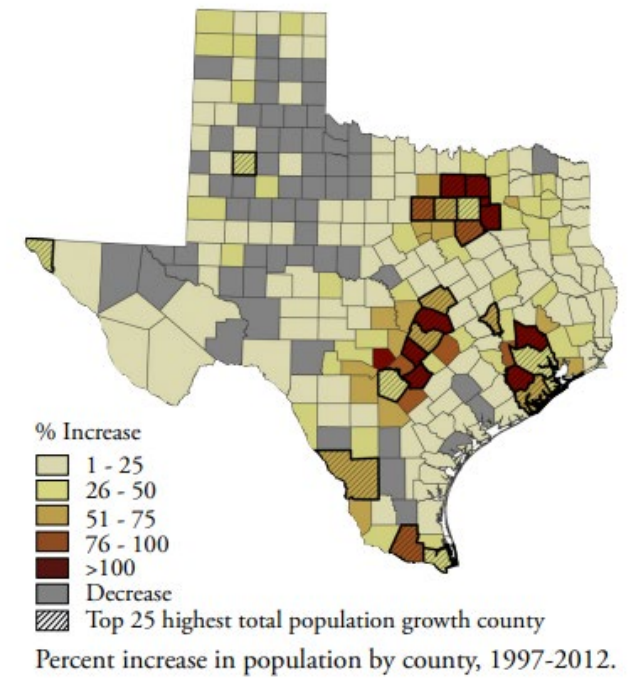 % Increase
1 - 25
26 - 50
51 - 75
76 - 100
>100
Decrease
Top 25 highest total population growth county
Percent increase in population by county, 1997-2012.